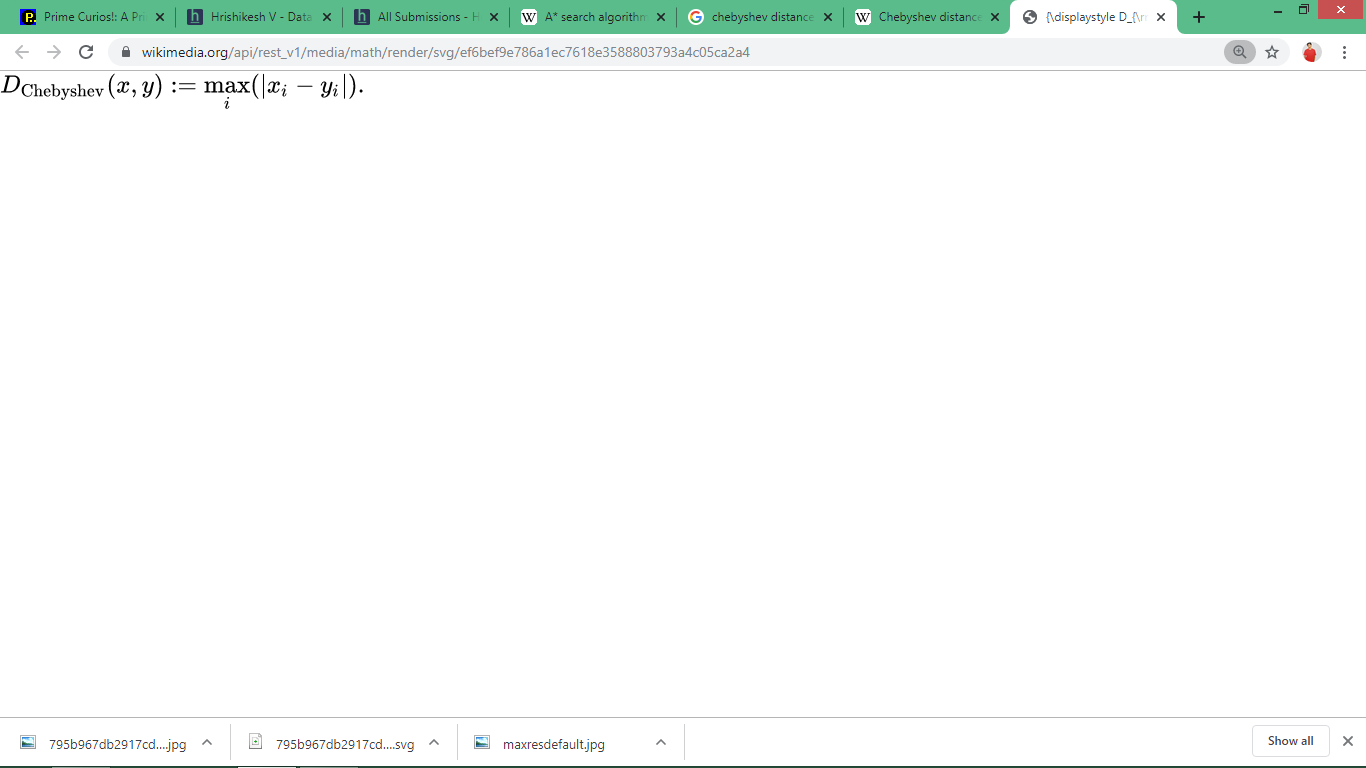 Prime Curios!: A Pri
Hrishikesh V - Data
All Submissions - H
A* search algorithm
chebyshev distance
Chebyshev distance
{\displaystyle D_{\rm
wikimedia.org/api/rest_v1/media/math/render/svg/ef6bef9e786a1ec7618e3588803793a4c05ca2a4
D_Chebyshev(x, y) := max_i(|x_i − y_i|).
795b967db2917cd....jpg
795b967db2917cd....svg
maxresdefault.jpg
Show all